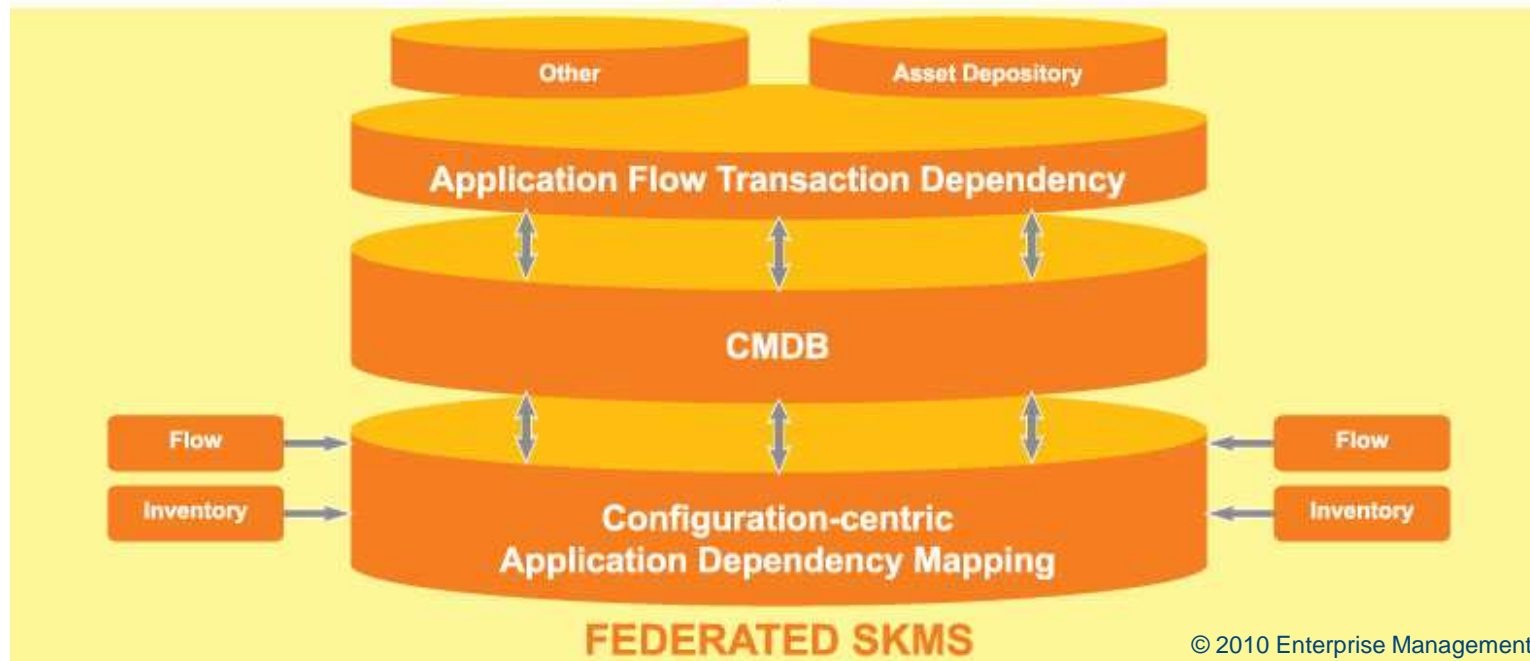 Other
Asset Depository
Application Flow Transaction Dependency
CMDB
Flow
Flow
Inventory
Inventory
Configuration-centric
Application Dependency Mapping
FEDERATED SKMS
© 2010 Enterprise Management